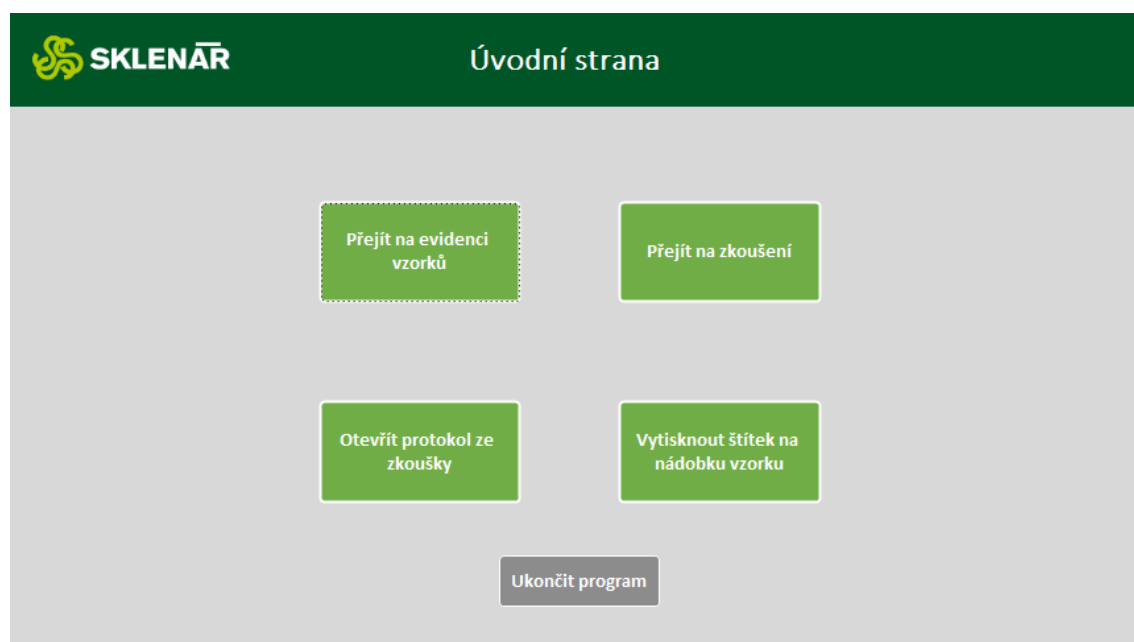 SKLENAŘ
Úvodní strana
Přejít na evidenci
vzorků
Přejít na zkoušení
Otevřít protokol ze
zkoušky
Vytisknout štítek na
nádobku vzorku
Ukončit program